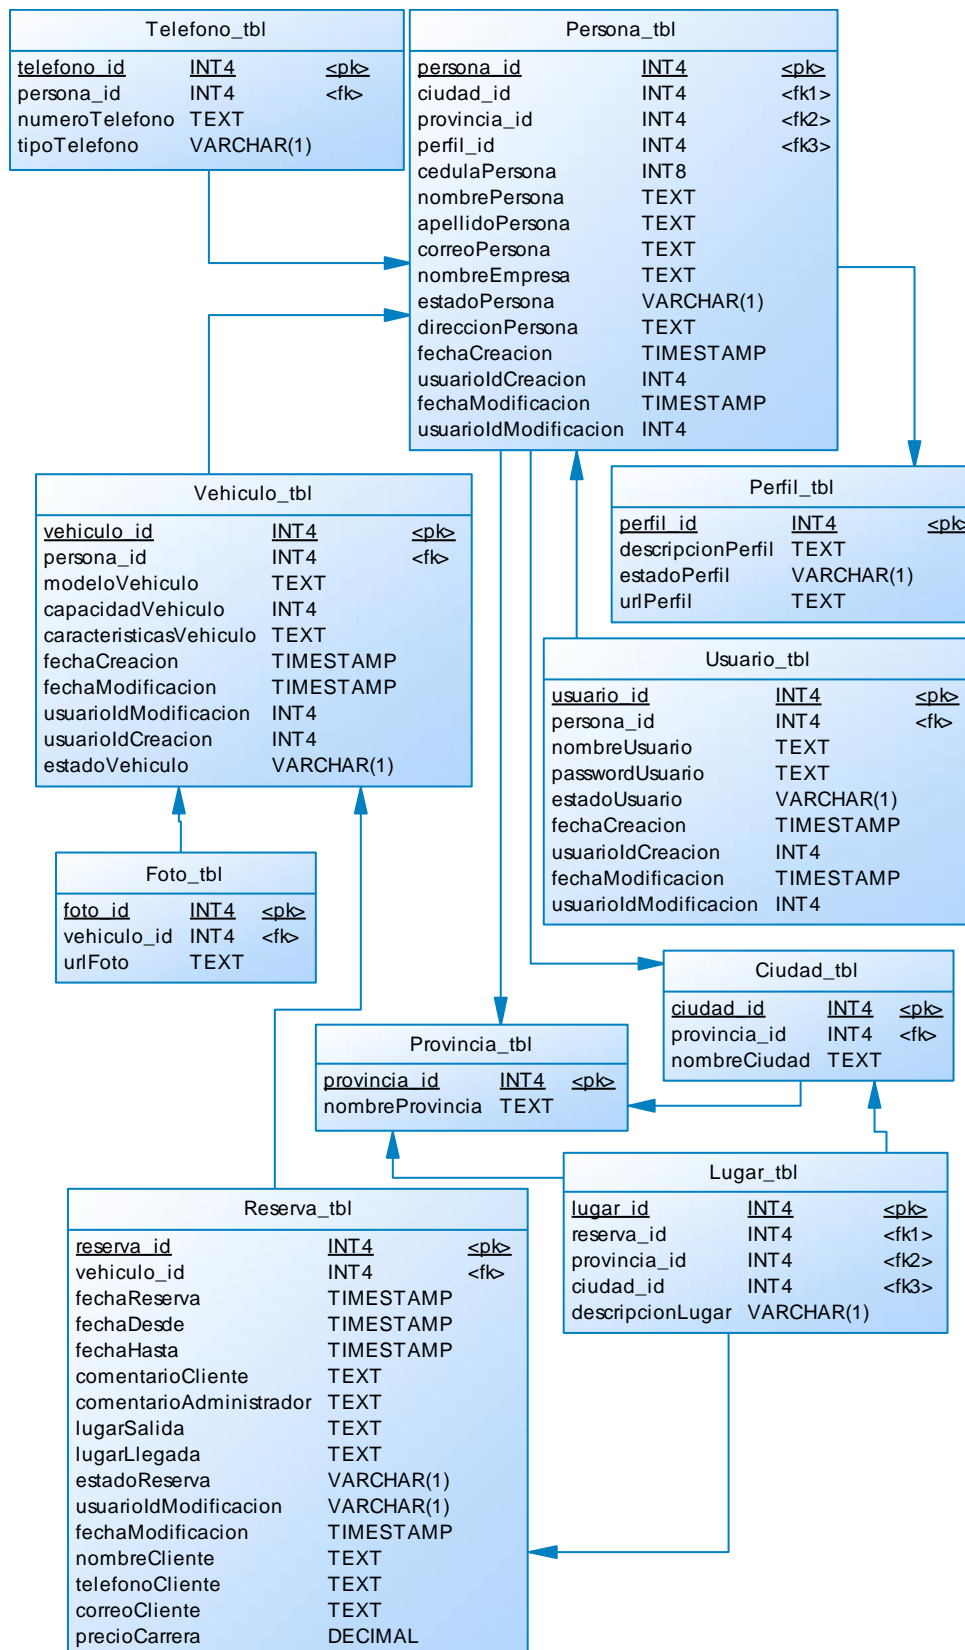 Telefono_tbl
telefono_id INT4 <pk>
persona_id INT4 <fk>
numeroTelefono TEXT
tipoTelefono VARCHAR(1)
Persona_tbl
persona_id INT4 <pk>
ciudad_id INT4 <fk1>
provincia_id INT4 <fk2>
perfil_id INT4 <fk3>
cedulaPersona INT8
nombrePersona TEXT
apellidoPersona TEXT
correoPersona TEXT
nombreEmpresa TEXT
estadoPersona VARCHAR(1)
direccionPersona TEXT
fechaCreacion TIMESTAMP
usuarioIdCreacion INT4
fechaModificacion TIMESTAMP
usuarioIdModificacion INT4
Vehiculo_tbl
vehiculo_id INT4 <pk>
persona_id INT4 <fk>
modeloVehiculo TEXT
capacidadVehiculo INT4
caracteristicasVehiculo TEXT
fechaCreacion TIMESTAMP
fechaModificacion TIMESTAMP
usuarioIdModificacion INT4
usuarioIdCreacion INT4
estadoVehiculo VARCHAR(1)
Perfil_tbl
perfil_id INT4 <pk>
descripcionPerfil TEXT
estadoPerfil VARCHAR(1)
urlPerfil TEXT
Usuario_tbl
usuario_id INT4 <pk>
persona_id INT4 <fk>
nombreUsuario TEXT
passwordUsuario TEXT
estadoUsuario VARCHAR(1)
fechaCreacion TIMESTAMP
usuarioIdCreacion INT4
fechaModificacion TIMESTAMP
usuarioIdModificacion INT4
Foto_tbl
foto_id INT4 <pk>
vehiculo_id INT4 <fk>
urlFoto TEXT
Ciudad_tbl
ciudad_id INT4 <pk>
provincia_id INT4 <fk>
nombreCiudad TEXT
Provincia_tbl
provincia_id INT4 <pk>
nombreProvincia TEXT
Lugar_tbl
lugar_id INT4 <pk>
reserva_id INT4 <fk1>
provincia_id INT4 <fk2>
ciudad_id INT4 <fk3>
descripcionLugar VARCHAR(1)
Reserva_tbl
reserva_id INT4 <pk>
vehiculo_id INT4 <fk>
fechaReserva TIMESTAMP
fechaDesde TIMESTAMP
fechaHasta TIMESTAMP
comentarioCliente TEXT
comentarioAdministrador TEXT
lugarSalida TEXT
lugarLlegada TEXT
estadoReserva VARCHAR(1)
usuarioIdModificacion VARCHAR(1)
fechaModificacion TIMESTAMP
nombreCliente TEXT
telefonoCliente TEXT
correoCliente TEXT
precioCarrera DECIMAL